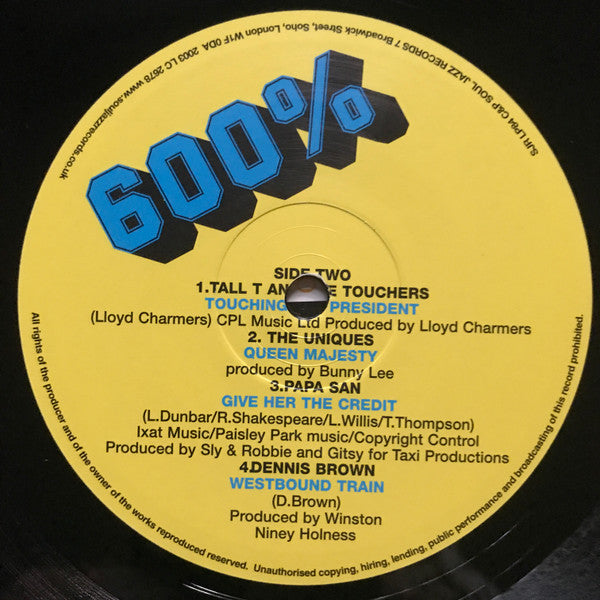 SJR LP84 C&P SOUL JAZZ RECORDS 7 Broadwick Street, Soho, London W1F 0DA 2003 LC 2678 www.souljazzrecords.co.uk
600%
SIDE TWO
1.TALL T AN E TOUCHERS
TOUCHING PRESIDENT
(Lloyd Charmers) CPL Music Ltd Produced by Lloyd Charmers
2. THE UNIQUES
QUEEN MAJESTY
produced by Bunny Lee
3.PAPA SAN
GIVE HER THE CREDIT
(L.Dunbar/R.Shakespeare/L.Willis/T.Thompson)
Ixat Music/Paisley Park music/Copyright Control
Produced by Sly & Robbie and Gitsy for Taxi Productions
4.DENNIS BROWN
WESTBOUND TRAIN
(D.Brown)
Produced by Winston
Niney Holness
All rights of the producer and of the owner of the works reproduced reserved. Unauthorised copying, hiring, lending, public performance and broadcasting of this record prohibited.